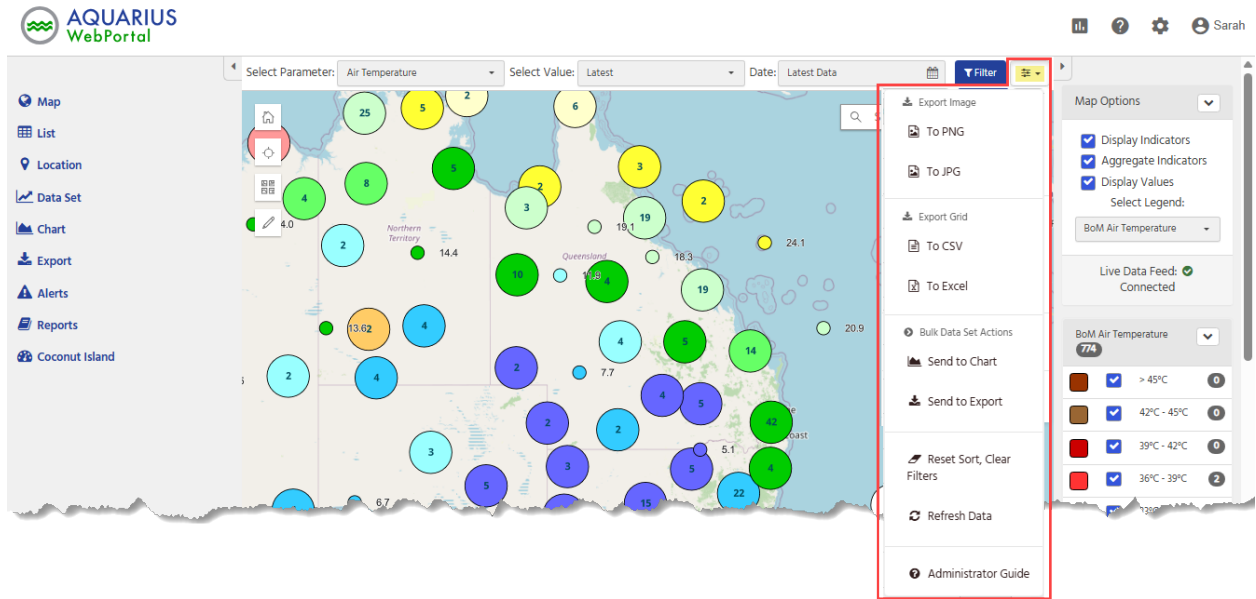 AQUARIUS
WebPortal
Sarah
Select Parameter: Air Temperature Select Value: Latest Date: Latest Data Filter
Map
List
Location
Data Set
Chart
Export
Alerts
Reports
Coconut Island
25
5
2
6
5
3
8
4
2
3
2
19
4.0
2
Northern
Territory
14.4
19.1
24.1
Queensland
18.3
10
4
19
13.62
4
4
5
14
20.9
2
4
2
7.7
4
5
2
2
42
3
5.1
3
5
4
5
22
15
6.7
Export Image
To PNG
To JPG
Export Grid
To CSV
To Excel
Bulk Data Set Actions
Send to Chart
Send to Export
Reset Sort, Clear
Filters
Refresh Data
Administrator Guide
Map Options
Display Indicators
Aggregate Indicators
Display Values
Select Legend:
BoM Air Temperature
Live Data Feed:
Connected
BoM Air Temperature
774
> 45°C 0
42°C - 45°C 0
39°C - 42°C 0
36°C - 39°C 2